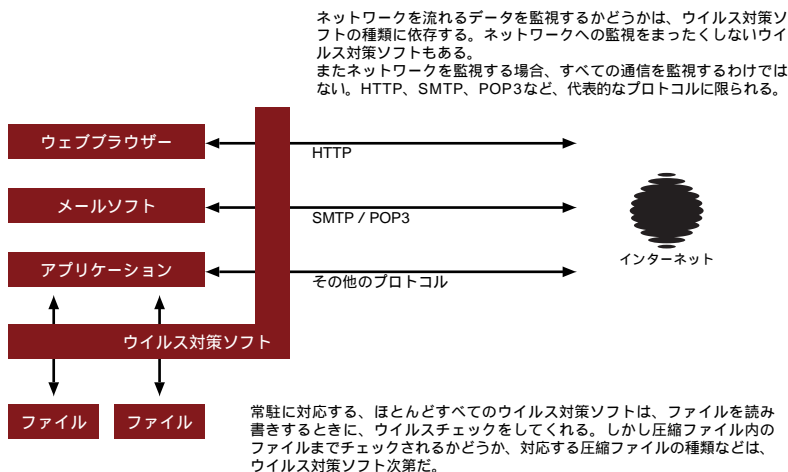 ネットワークを流れるデータを監視するかどうかは、ウイルス対策ソ
フトの種類に依存する。ネットワークへの監視をまったくしないウイ
ルス対策ソフトもある。
またネットワークを監視する場合、すべての通信を監視するわけでは
ない。HTTP、SMTP、POP3など、代表的なプロトコルに限られる。
ウェブブラウザー
HTTP
メールソフト
SMTP / POP3
インターネット
アプリケーション
その他のプロトコル
ウイルス対策ソフト
ファイル
ファイル
常駐に対応する、ほとんどすべてのウイルス対策ソフトは、ファイルを読み
書きするときに、ウイルスチェックをしてくれる。しかし圧縮ファイル内の
ファイルまでチェックされるかどうか、対応する圧縮ファイルの種類などは、
ウイルス対策ソフト次第だ。